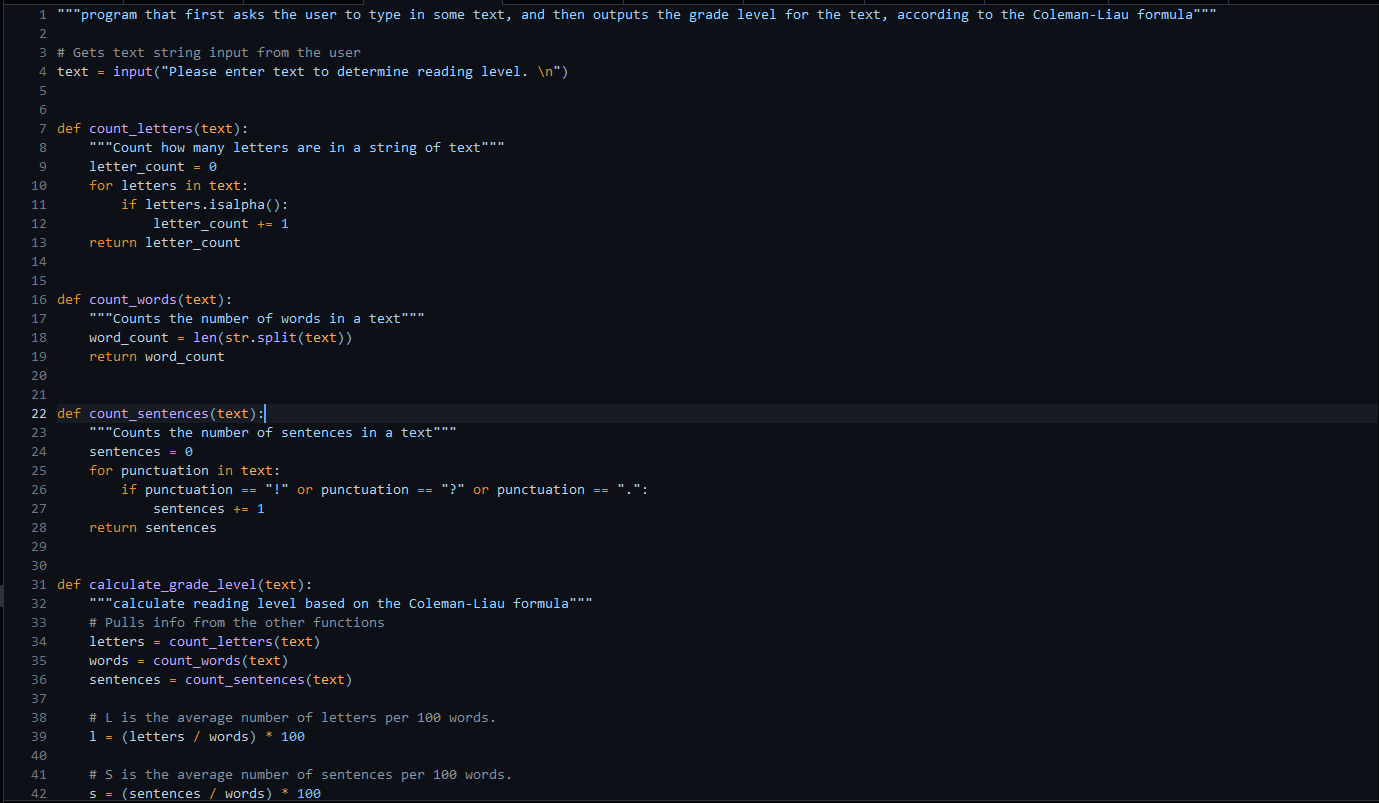 1 """program that first asks the user to type in some text, and then outputs the grade level for the text, according to the Coleman-Liau formula"""
2
3 # Gets text string input from the user
4 text = input("Please enter text to determine reading level. \n")
5
6
7 def count_letters(text):
8     """Count how many letters are in a string of text"""
9     letter_count = 0
10     for letters in text:
11         if letters.isalpha():
12             letter_count += 1
13     return letter_count
14
15
16 def count_words(text):
17     """Counts the number of words in a text"""
18     word_count = len(str.split(text))
19     return word_count
20
21
22 def count_sentences(text):
23     """Counts the number of sentences in a text"""
24     sentences = 0
25     for punctuation in text:
26         if punctuation == "!" or punctuation == "?" or punctuation == ".":
27             sentences += 1
28     return sentences
29
30
31 def calculate_grade_level(text):
32     """calculate reading level based on the Coleman-Liau formula"""
33     # Pulls info from the other functions
34     letters = count_letters(text)
35     words = count_words(text)
36     sentences = count_sentences(text)
37
38     # L is the average number of letters per 100 words.
39     l = (letters / words) * 100
40
41     # S is the average number of sentences per 100 words.
42     s = (sentences / words) * 100